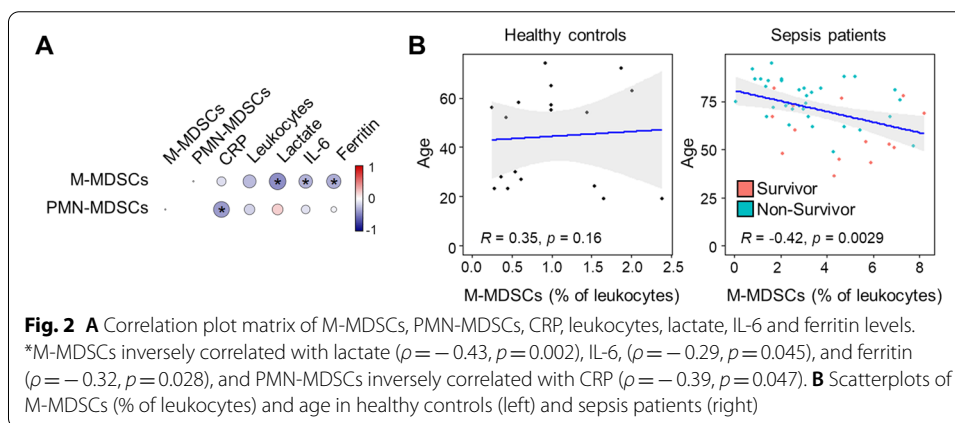 A
M-MDSCs
PMN-MDSCs
CRP
Leukocytes
Lactate
IL-6
Ferritin
M-MDSCs
PMN-MDSCs
*
*
*
*
1
0
-1
B
Healthy controls
Age
60
40
20
0
0.0 0.5 1.0 1.5 2.0 2.5
R = 0.35, p = 0.16
M-MDSCs (% of leukocytes)
Sepsis patients
Age
75
50
25
0
0 2 4 6 8
Survivor
Non-Survivor
R = -0.42, p = 0.0029
M-MDSCs (% of leukocytes)
Fig. 2 A Correlation plot matrix of M-MDSCs, PMN-MDSCs, CRP, leukocytes, lactate, IL-6 and ferritin levels.
*M-MDSCs inversely correlated with lactate (ρ = − 0.43, p = 0.002), IL-6, (ρ = − 0.29, p = 0.045), and ferritin
(ρ = − 0.32, p = 0.028), and PMN-MDSCs inversely correlated with CRP (ρ = − 0.39, p = 0.047). B Scatterplots of
M-MDSCs (% of leukocytes) and age in healthy controls (left) and sepsis patients (right)